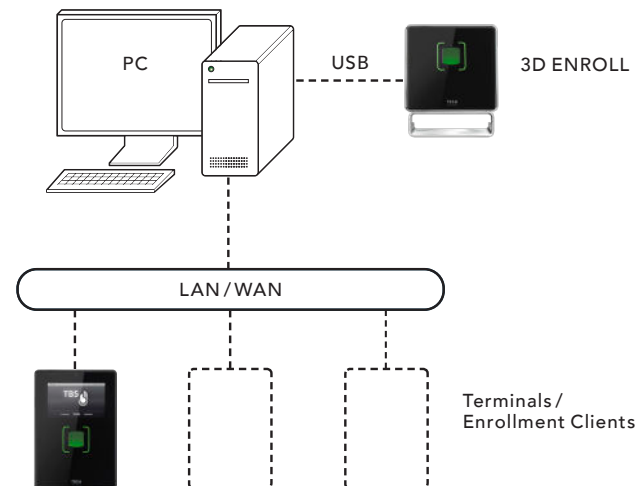 PC
USB
3D ENROLL
LAN/WAN
TBS
Terminals/
Enrollment Clients